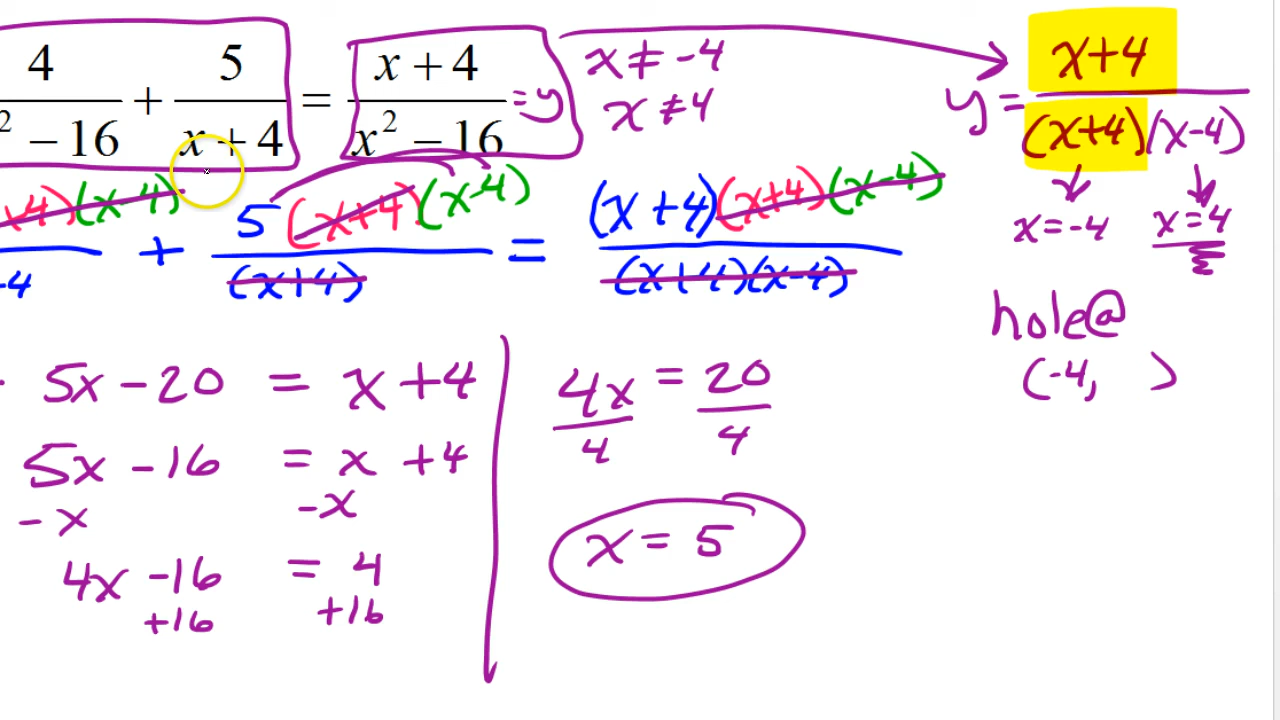 4/² - 16 + 5/x + 4 = x + 4/x² - 16 = y
x ≠ -4
x ≠ 4
y = x+4/(x+4)(x-4)
x = -4 x = 4
x+4)(x-4)/-4 + 5(x+4)(x-4)/(x+4) = (x+4)(x+4)(x-4)/(x+4)(x-4)
hole@
(-4, )
5x - 20 = x + 4
5x - 16 = x + 4
- x - x
4x - 16 = 4
+16 +16
4x/4 = 20/4
x = 5